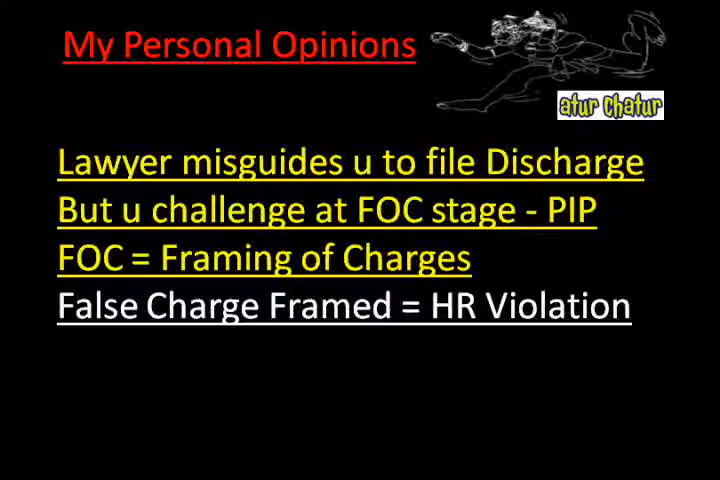 My Personal Opinions
atur chatur
Lawyer misguides u to file Discharge
But u challenge at FOC stage - PIP
FOC = Framing of Charges
False Charge Framed = HR Violation